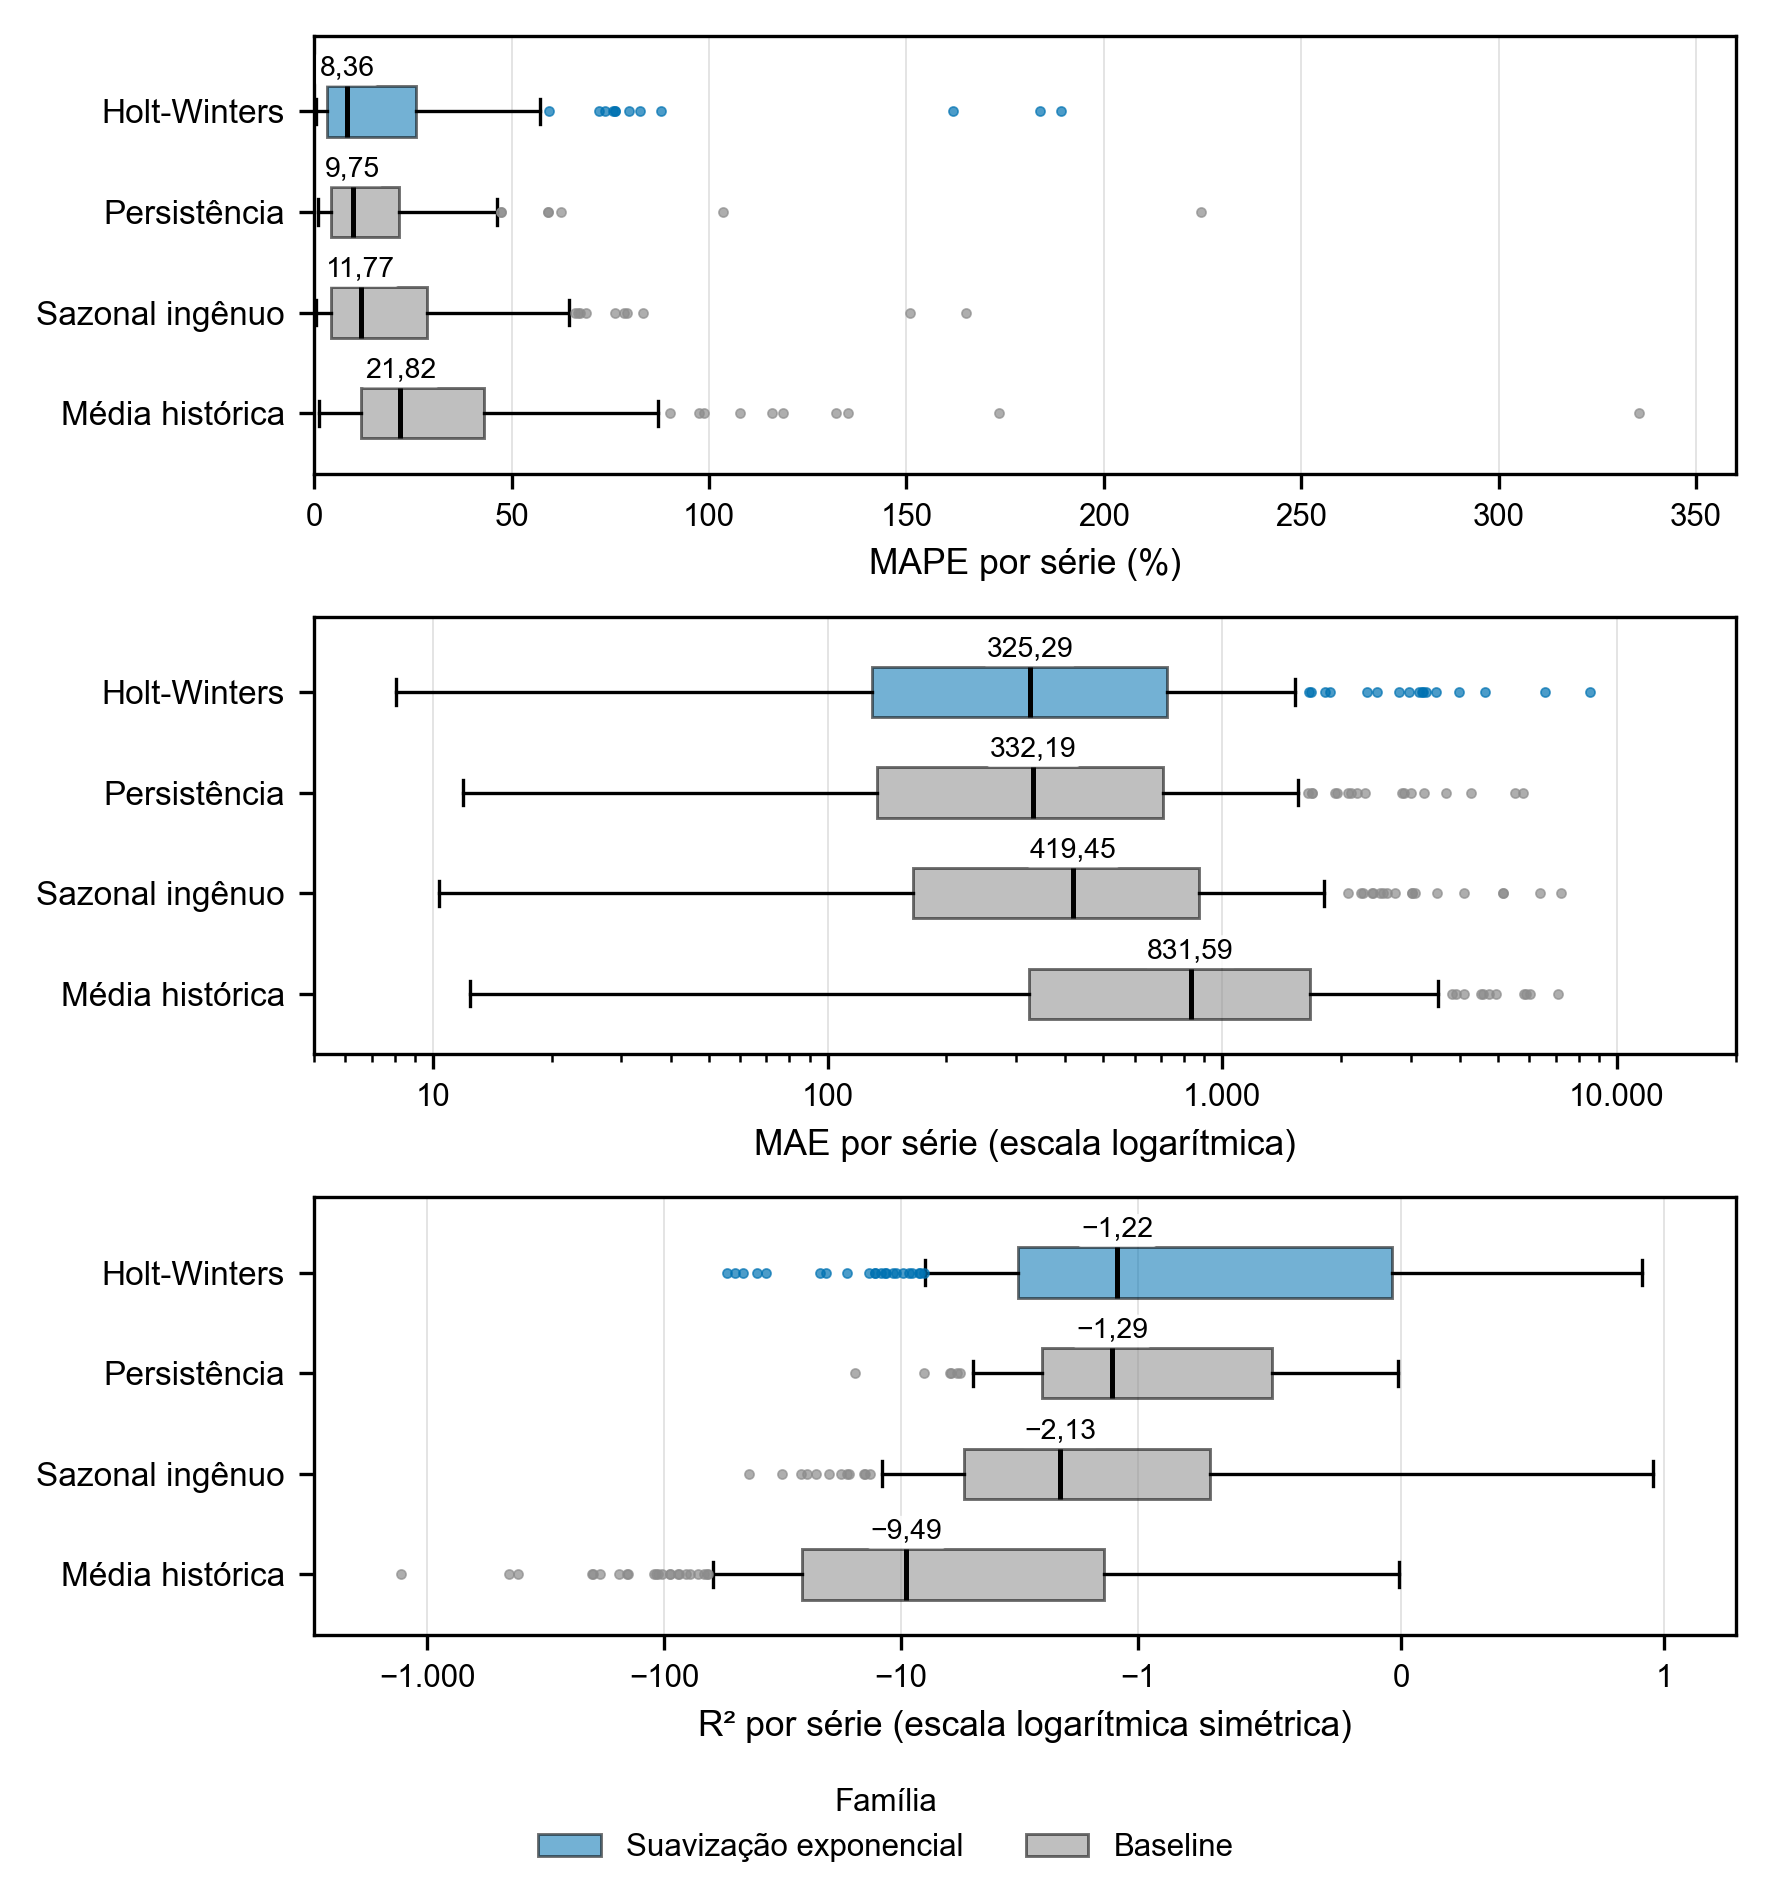 8,36
Holt-Winters
9,75
Persistência
11,77
Sazonal ingênuo
21,82
Média histórica
0 50 100 150 200 250 300 350
MAPE por série (%)
325,29
Holt-Winters
332,19
Persistência
419,45
Sazonal ingênuo
831,59
Média histórica
10 100 1.000 10.000
MAE por série (escala logarítmica)
−1,22
Holt-Winters
−1,29
Persistência
−2,13
Sazonal ingênuo
−9,49
Média histórica
−1.000 −100 −10 −1 0 1
R² por série (escala logarítmica simétrica)
Família
Suavização exponencial Baseline